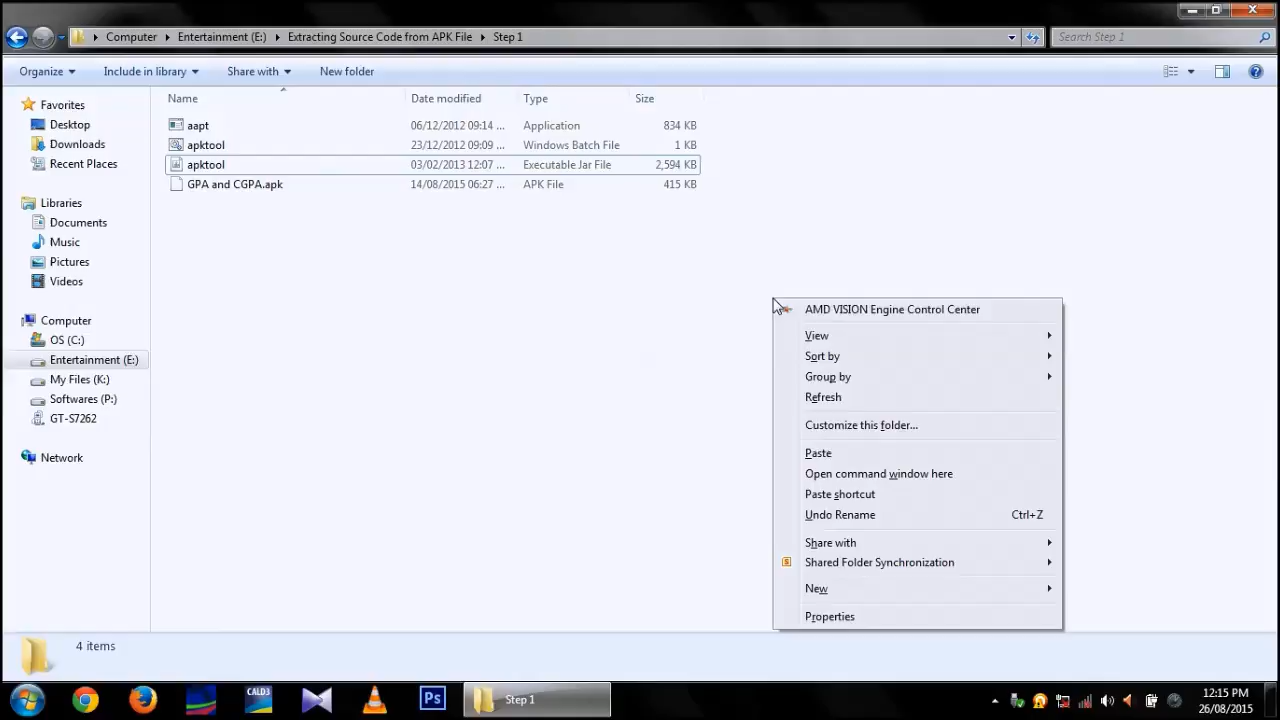 Computer Entertainment (E:) Extracting Source Code from APK File Step 1 Search Step 1
Organize Include in library Share with New folder
Name Date modified Type Size
aapt 06/12/2012 09:14 ... Application 834 KB
apktool 23/12/2012 09:09 ... Windows Batch File 1 KB
apktool 03/02/2013 12:07 ... Executable Jar File 2,594 KB
GPA and CGPA.apk 14/08/2015 06:27 ... APK File 415 KB
Favorites
Desktop
Downloads
Recent Places
Libraries
Documents
Music
Pictures
Videos
Computer
OS (C:)
Entertainment (E:)
My Files (K:)
Softwares (P:)
GT-S7262
Network
AMD VISION Engine Control Center
View
Sort by
Group by
Refresh
Customize this folder...
Paste
Open command window here
Paste shortcut
Undo Rename Ctrl+Z
Share with
Shared Folder Synchronization
New
Properties
4 items
CALD3
Ps
Step 1
12:15 PM
26/08/2015